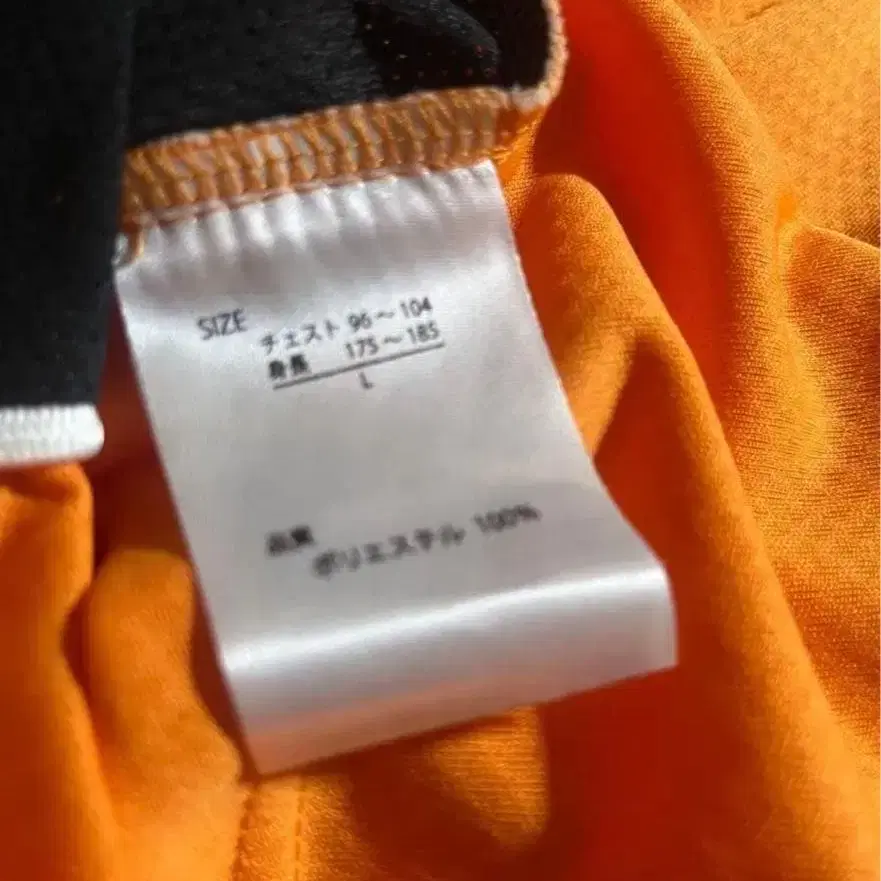 SIZE
チェスト 96～104
身長 175～185
L
品質
ポリエステル 100%